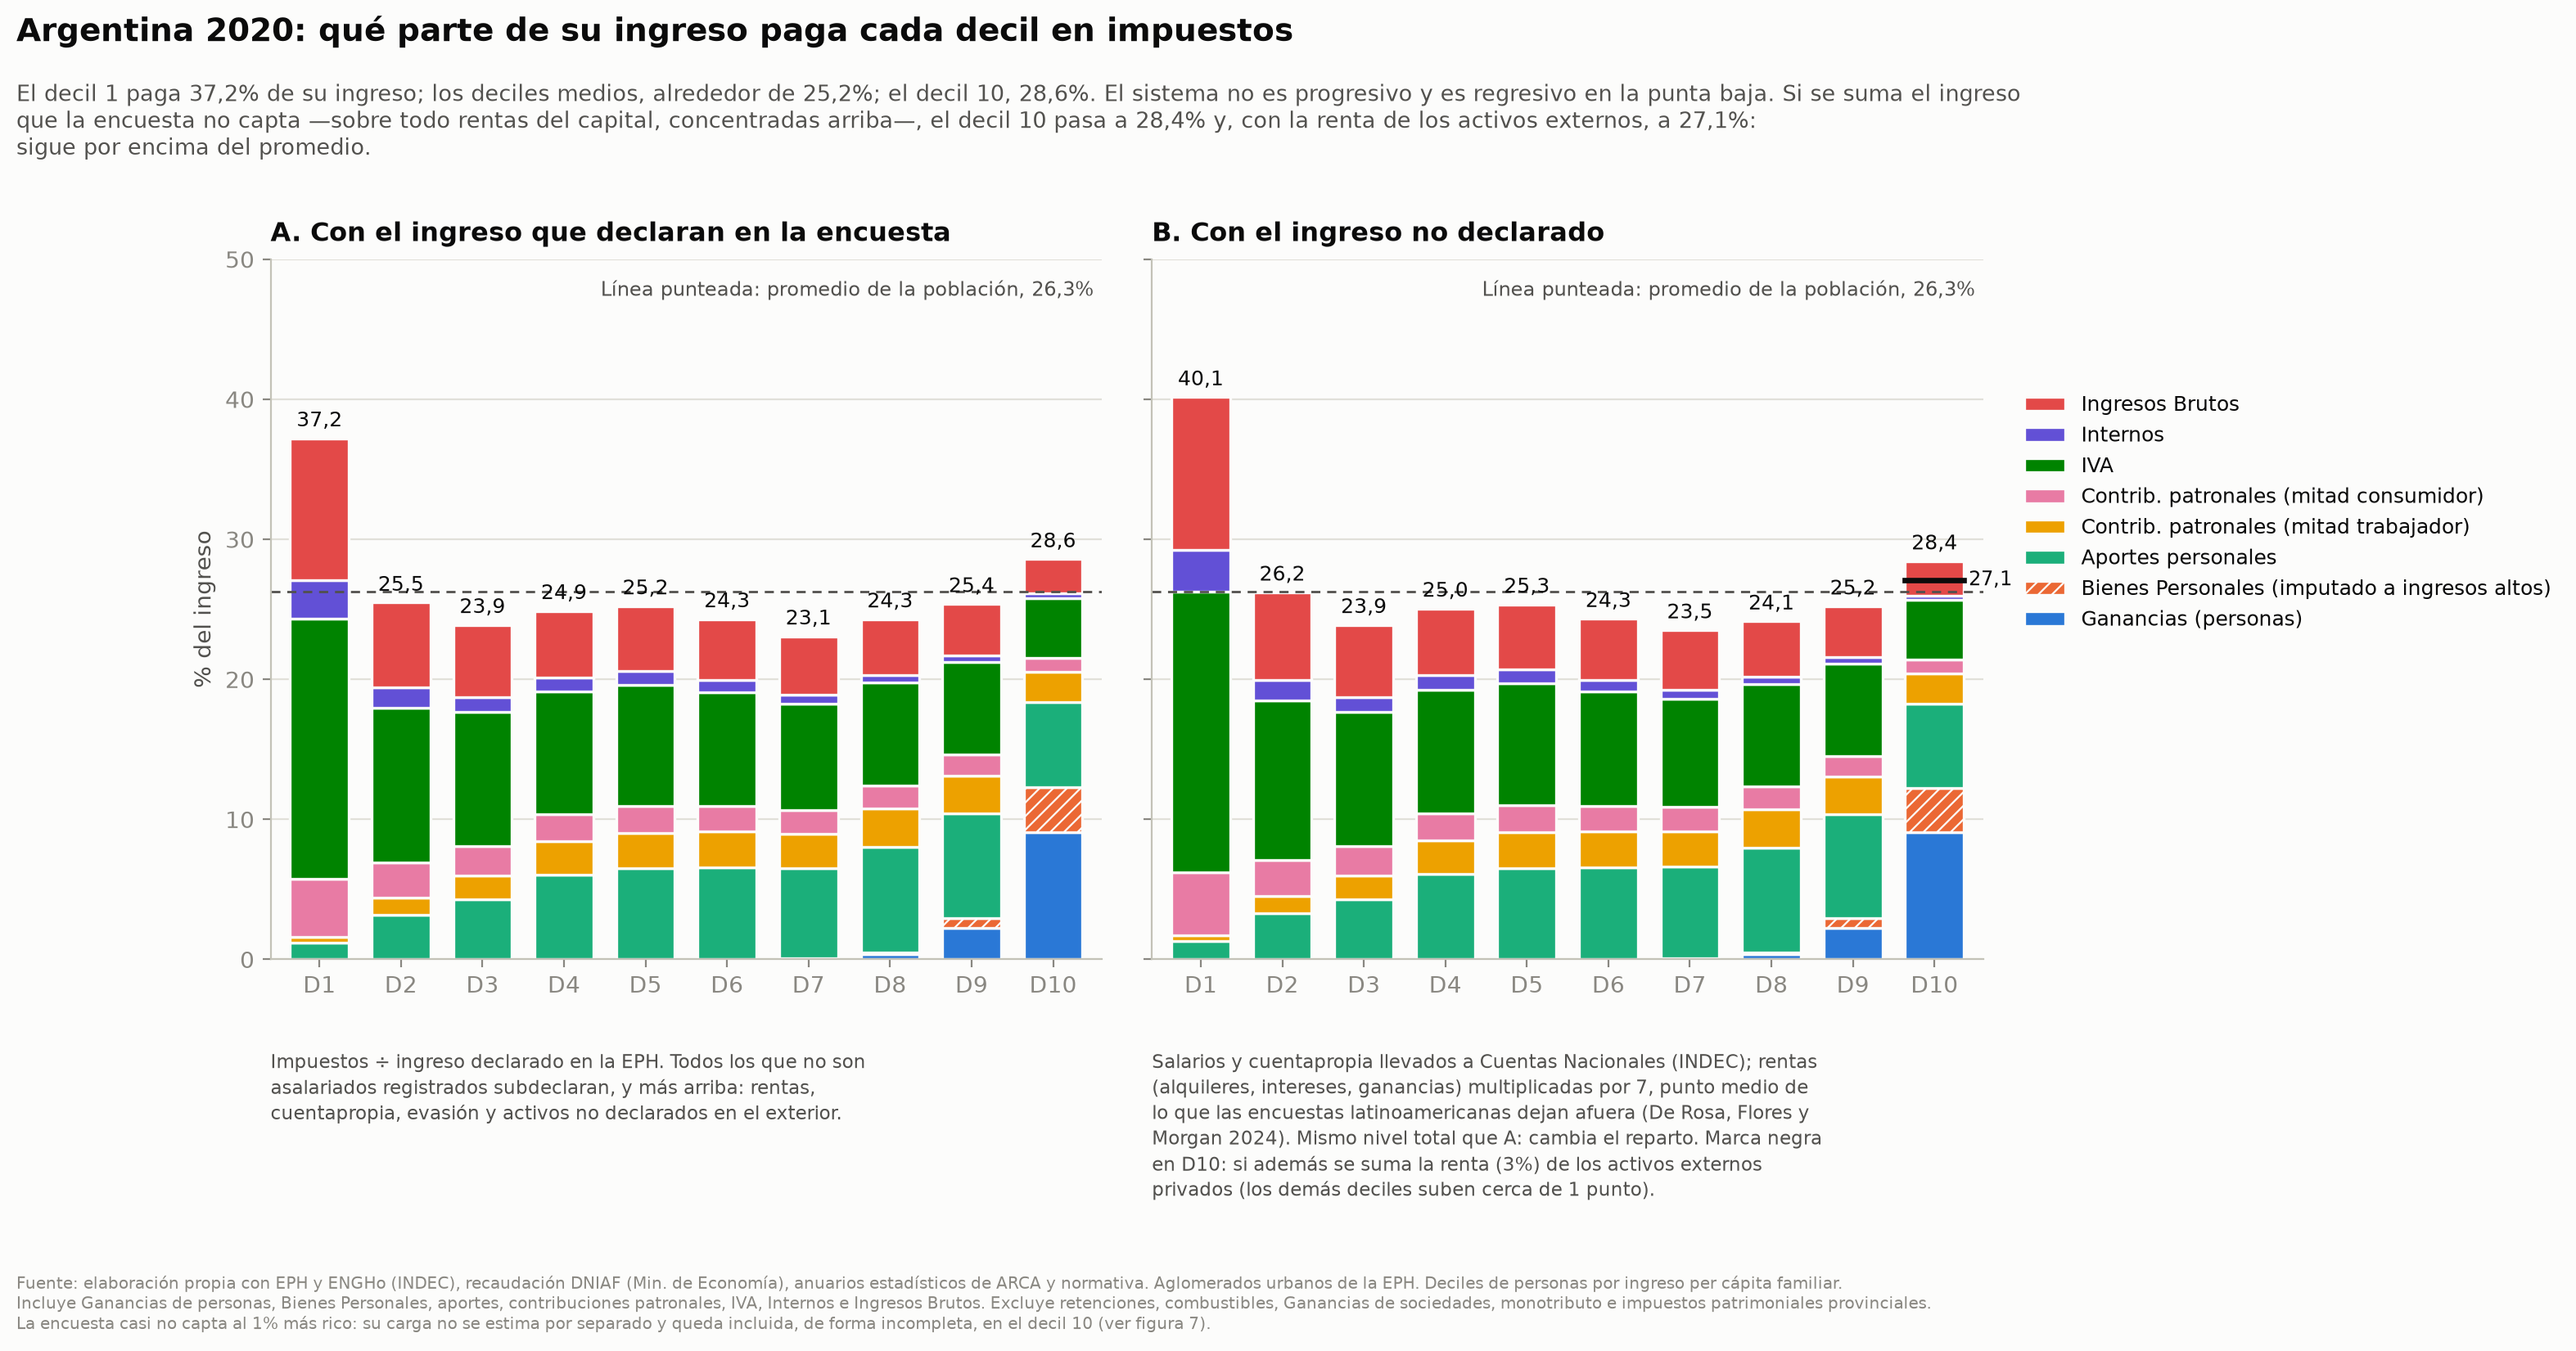 Argentina 2020: qué parte de su ingreso paga cada decil en impuestos
El decil 1 paga 37,2% de su ingreso; los deciles medios, alrededor de 25,2%; el decil 10, 28,6%. El sistema no es progresivo y es regresivo en la punta baja. Si se suma el ingreso
que la encuesta no capta —sobre todo rentas del capital, concentradas arriba—, el decil 10 pasa a 28,4% y, con la renta de los activos externos, a 27,1%:
sigue por encima del promedio.
A. Con el ingreso que declaran en la encuesta
Línea punteada: promedio de la población, 26,3%
% del ingreso
50
40
30
20
10
0
37,2
25,5
23,9
24,9
25,2
24,3
23,1
24,3
25,4
28,6
D1
D2
D3
D4
D5
D6
D7
D8
D9
D10
Impuestos ÷ ingreso declarado en la EPH. Todos los que no son
asalariados registrados subdeclaran, y más arriba: rentas,
cuentapropia, evasión y activos no declarados en el exterior.
B. Con el ingreso no declarado
Línea punteada: promedio de la población, 26,3%
40,1
26,2
23,9
25,0
25,3
24,3
23,5
24,1
25,2
28,4
27,1
D1
D2
D3
D4
D5
D6
D7
D8
D9
D10
Salarios y cuentapropia llevados a Cuentas Nacionales (INDEC); rentas
(alquileres, intereses, ganancias) multiplicadas por 7, punto medio de
lo que las encuestas latinoamericanas dejan afuera (De Rosa, Flores y
Morgan 2024). Mismo nivel total que A: cambia el reparto. Marca negra
en D10: si además se suma la renta (3%) de los activos externos
privados (los demás deciles suben cerca de 1 punto).
Ingresos Brutos
Internos
IVA
Contrib. patronales (mitad consumidor)
Contrib. patronales (mitad trabajador)
Aportes personales
Bienes Personales (imputado a ingresos altos)
Ganancias (personas)
Fuente: elaboración propia con EPH y ENGHo (INDEC), recaudación DNIAF (Min. de Economía), anuarios estadísticos de ARCA y normativa. Aglomerados urbanos de la EPH. Deciles de personas por ingreso per cápita familiar.
Incluye Ganancias de personas, Bienes Personales, aportes, contribuciones patronales, IVA, Internos e Ingresos Brutos. Excluye retenciones, combustibles, Ganancias de sociedades, monotributo e impuestos patrimoniales provinciales.
La encuesta casi no capta al 1% más rico: su carga no se estima por separado y queda incluida, de forma incompleta, en el decil 10 (ver figura 7).